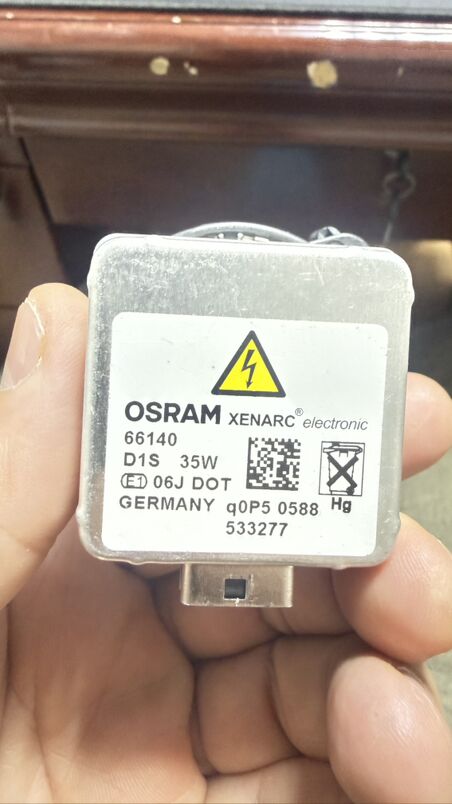 OSRAM XENARC® electronic
66140
D1S 35W
E1 06J DOT
GERMANY q0P5 0588
533277
Hg